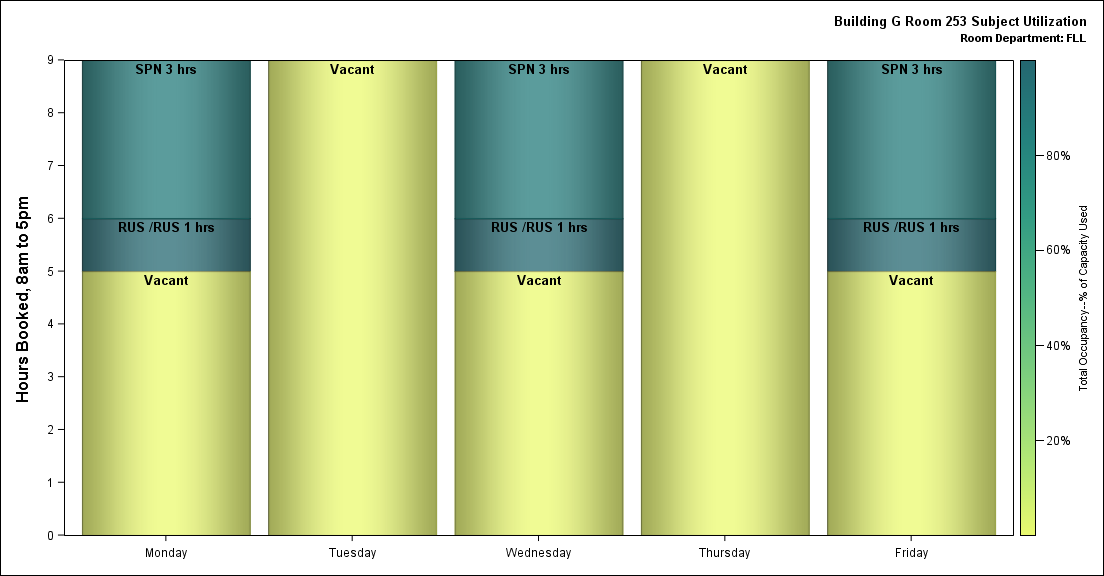 Building G Room 253 Subject Utilization
Room Department: FLL
Hours Booked, 8am to 5pm
9
8
7
6
5
4
3
2
1
0
SPN 3 hrs
RUS /RUS 1 hrs
Vacant
Vacant
SPN 3 hrs
RUS /RUS 1 hrs
Vacant
Vacant
SPN 3 hrs
RUS /RUS 1 hrs
Vacant
Monday
Tuesday
Wednesday
Thursday
Friday
80%
60%
40%
20%
Total Occupancy--% of Capacity Used